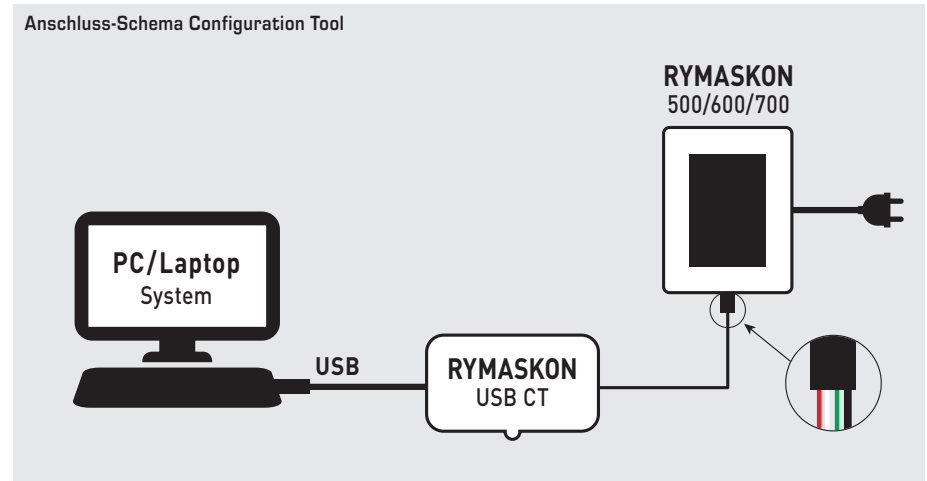 Anschluss-Schema Configuration Tool
RYMASKON
500/600/700
PC/Laptop
System
USB
RYMASKON
USB CT